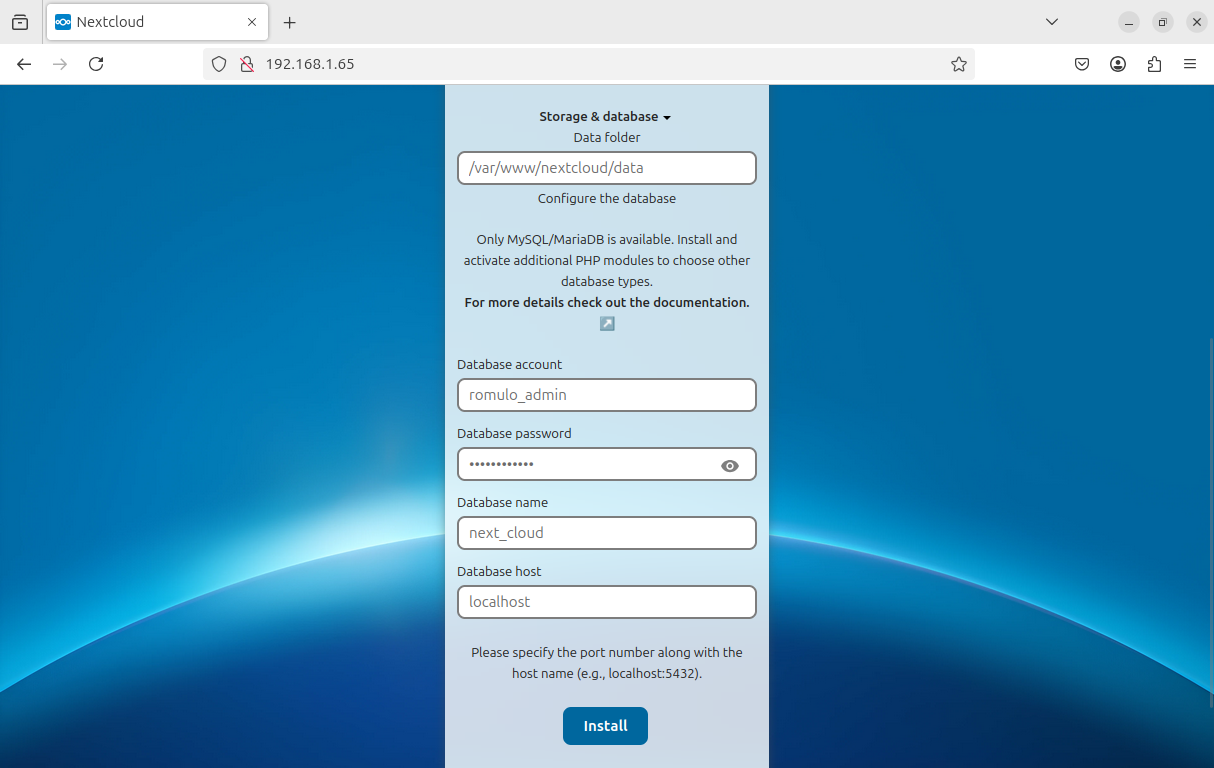 Nextcloud
192.168.1.65
Storage & database
Data folder
/var/www/nextcloud/data
Configure the database
Only MySQL/MariaDB is available. Install and
activate additional PHP modules to choose other
database types.
For more details check out the documentation.
Database account
romulo_admin
Database password
••••••••••••
Database name
next_cloud
Database host
localhost
Please specify the port number along with the
host name (e.g., localhost:5432).
Install